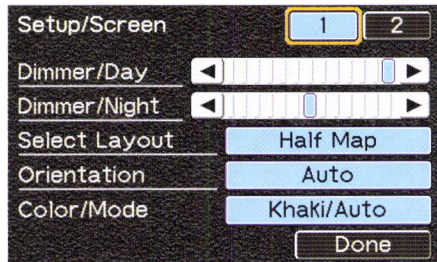 Setup/Screen 1 2
Dimmer/Day
Dimmer/Night
Select Layout Half Map
Orientation Auto
Color/Mode Khaki/Auto
Done